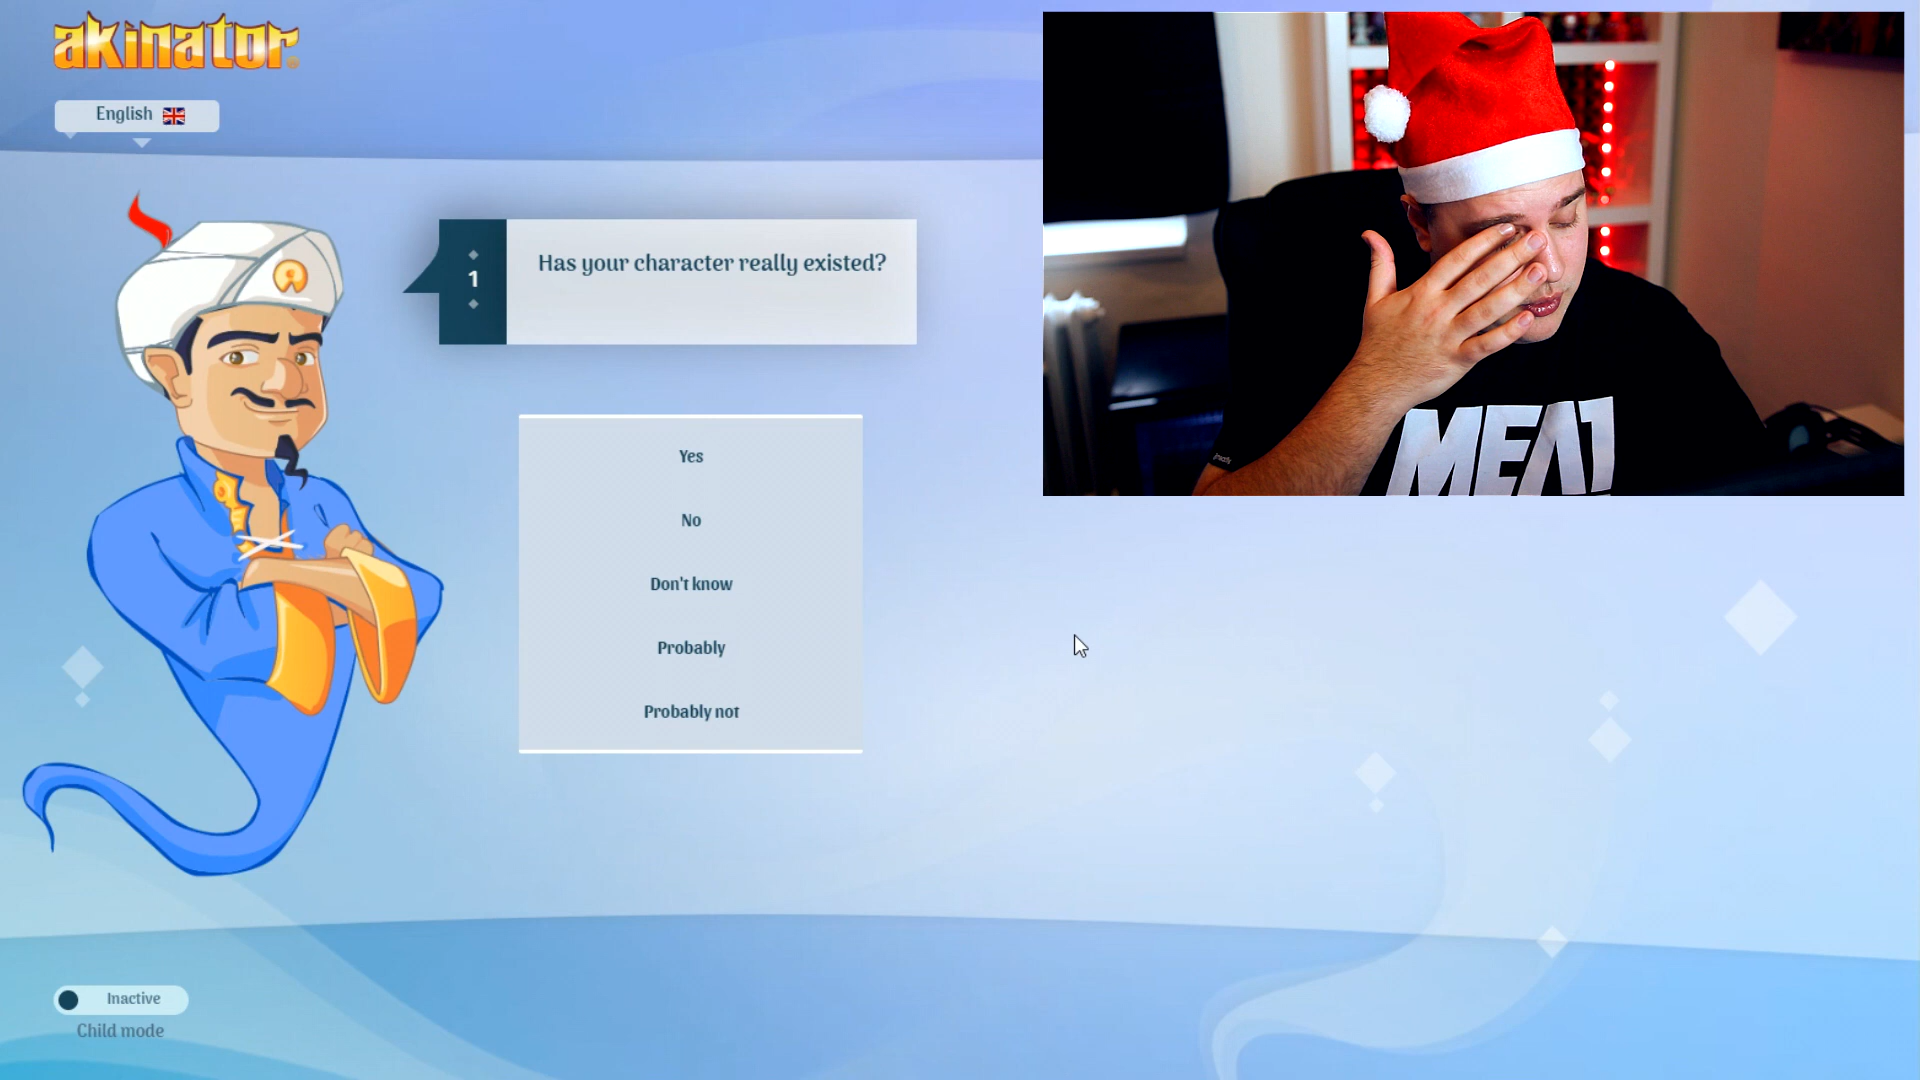 akinator
English
1
Has your character really existed?
Yes
No
Don't know
Probably
Probably not
MEAT
Inactive
Child mode